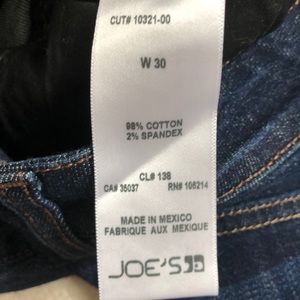 CUT# 10321-00
W 30
98% COTTON
2% SPANDEX
CL# 138
CA# 35037 RN# 106214
MADE IN MEXICO
FABRIQUE AUX MEXIQUE
JOE'S